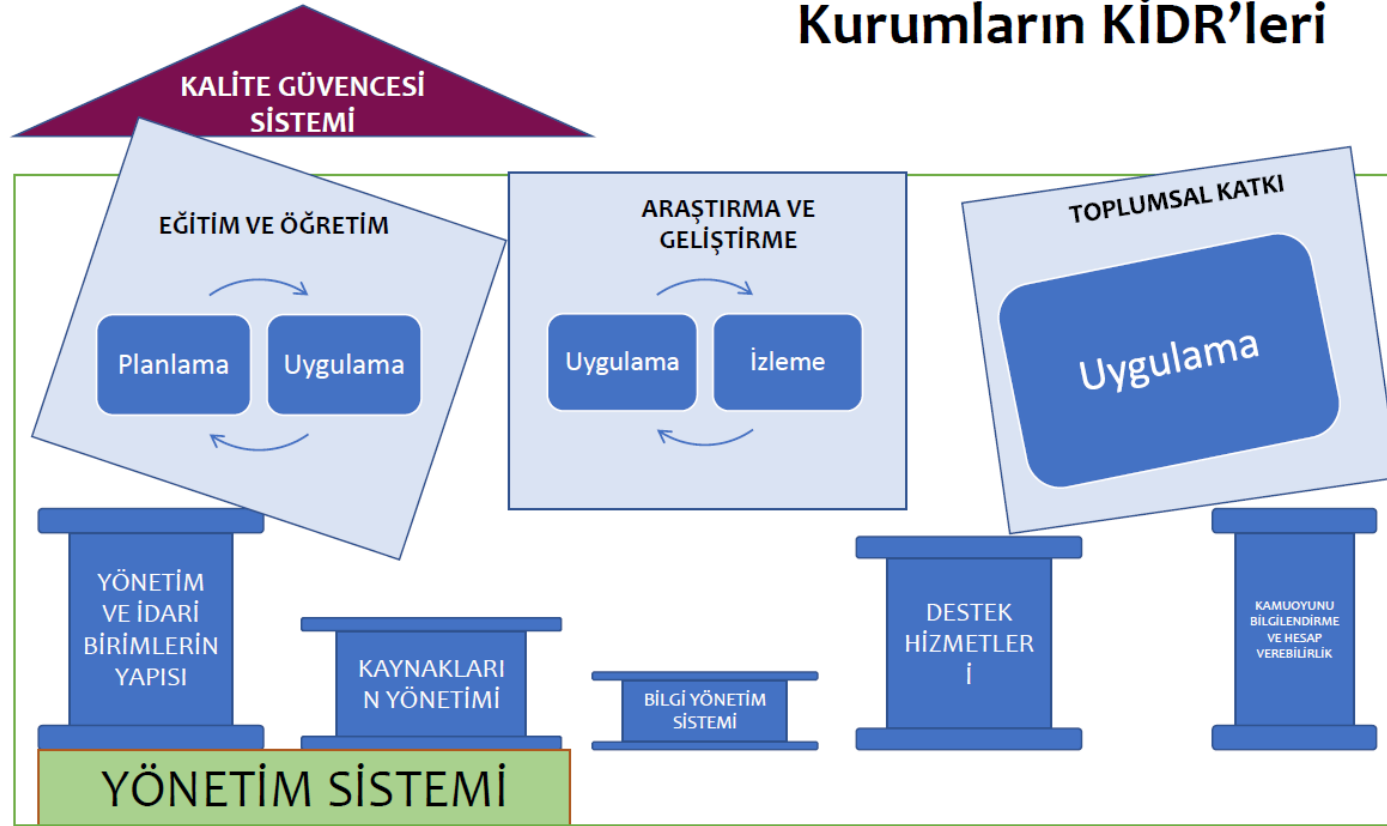 Kurumların KİDR’leri
KALİTE GÜVENCESİ
SİSTEMİ
EĞİTİM VE ÖĞRETİM
Planlama
Uygulama
ARAŞTIRMA VE
GELİŞTİRME
Uygulama
İzleme
TOPLUMSAL KATKI
Uygulama
YÖNETİM
VE İDARİ
BİRİMLERİN
YAPISI
KAYNAKLARI
N YÖNETİMİ
BİLGİ YÖNETİM
SİSTEMİ
DESTEK
HİZMETLER
İ
KAMUOYUNU
BİLGİLENDİRME
VE HESAP
VEREBİLİRLİK
YÖNETİM SİSTEMİ